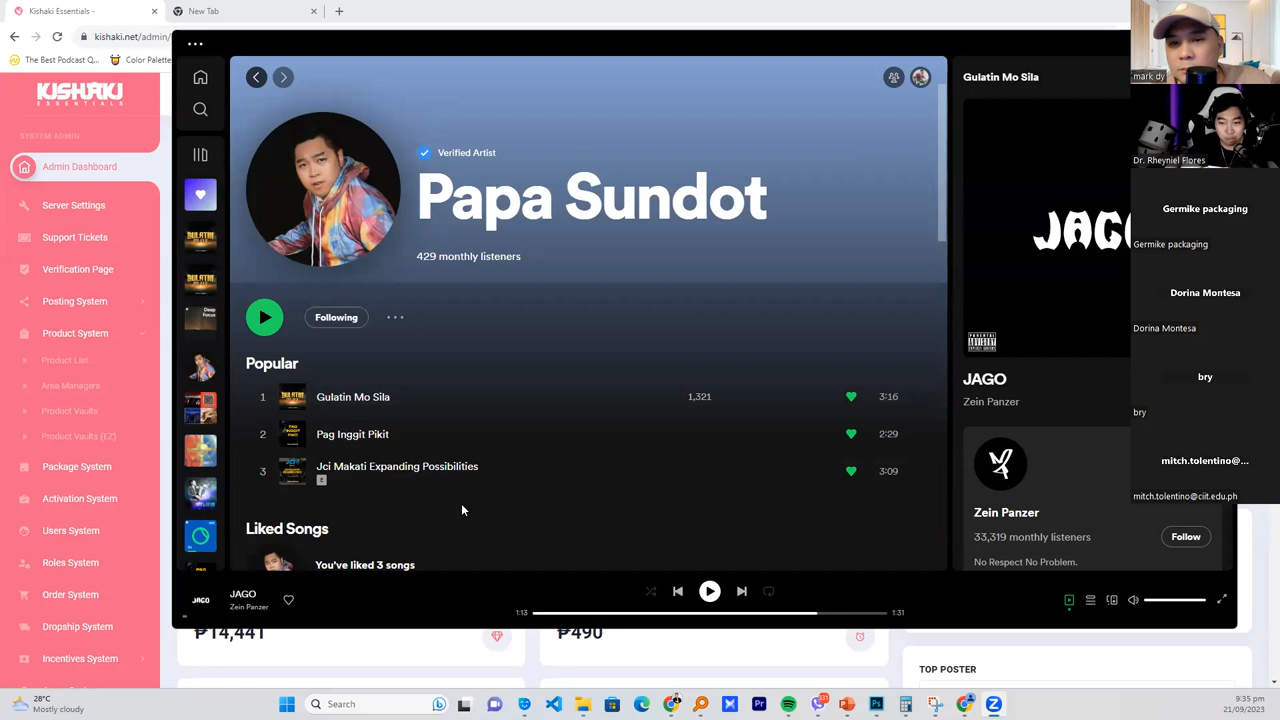 Kishaki Essentials -
New Tab
kishaki.net/admin/
The Best Podcast Q...
Color Palette
KISHAKI
ESSENTIALS
SYSTEM ADMIN
Admin Dashboard
Server Settings
Support Tickets
Verification Page
Posting System
Product System
Product List
Area Managers
Product Vaults
Product Vaults (EZ)
Package System
Activation System
Users System
Roles System
Order System
Dropship System
Incentives System
Verified Artist
Papa Sundot
429 monthly listeners
Following
Popular
1 Gulatin Mo Sila 1,321 3:16
2 Pag Inggit Pikit 2:29
3 Jci Makati Expanding Possibilities 3:09
E
Liked Songs
You've liked 3 songs
Deep
Focus
Gulatin Mo Sila
JAGO
JAGO
Zein Panzer
Zein Panzer
33,319 monthly listeners
Follow
No Respect No Problem.
JAGO
JAGO
Zein Panzer
1:13
1:31
₱14,441
₱490
TOP POSTER
mark dy
Dr. Rheyniel Flores
Germike packaging
Germike packaging
Dorina Montesa
Dorina Montesa
bry
bry
mitch.tolentino@...
mitch.tolentino@ciit.edu.ph
28°C
Mostly cloudy
Search
9:35 pm
21/09/2023